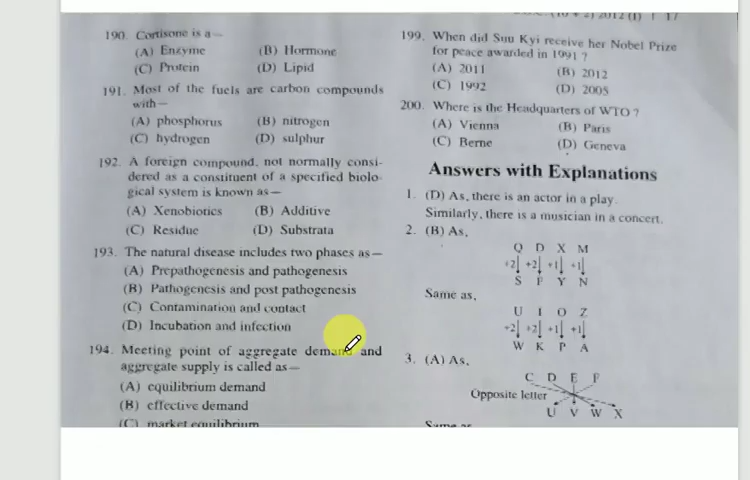 190. Cortisone is a—
(A) Enzyme (B) Hormone
(C) Protein (D) Lipid
191. Most of the fuels are carbon compounds
with—
(A) phosphorus (B) nitrogen
(C) hydrogen (D) sulphur
192. A foreign compound, not normally consi-
dered as a constituent of a specified biolo-
gical system is known as—
(A) Xenobiotics (B) Additive
(C) Residue (D) Substrata
193. The natural disease includes two phases as—
(A) Prepathogenesis and pathogenesis
(B) Pathogenesis and post pathogenesis
(C) Contamination and contact
(D) Incubation and infection
194. Meeting point of aggregate demand and
aggregate supply is called as—
(A) equilibrium demand
(B) effective demand
(C) market equilibrium
2012 (I) | 17
199. When did Suu Kyi receive her Nobel Prize
for peace awarded in 1991 ?
(A) 2011 (B) 2012
(C) 1992 (D) 2005
200. Where is the Headquarters of WTO ?
(A) Vienna (B) Paris
(C) Berne (D) Geneva
Answers with Explanations
1. (D) As, there is an actor in a play.
Similarly, there is a musician in a concert.
2. (B) As,
Q D X M
+2 +2 +1 +1
S F Y N
Same as,
U I O Z
+2 +2 +1 +1
W K P A
3. (A) As,
C D E F
Opposite letter
U V W X
Same as,